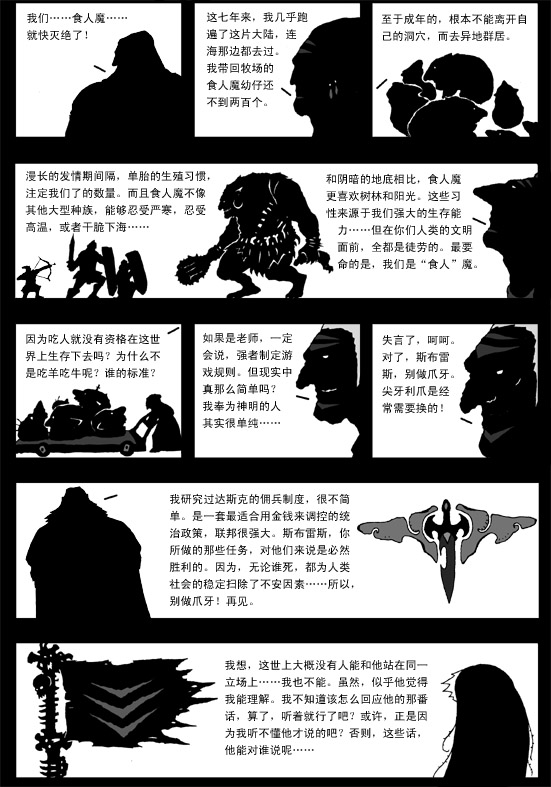 我们……食人魔……
就快灭绝了！
这七年来，我几乎跑
遍了这片大陆，连
海那边都去过。
我带回牧场的
食人魔幼仔还
不到两百个。
至于成年的，根本不能离开自
己的洞穴，而去异地群居。
漫长的发情期间隔，单胎的生殖习惯，
注定我们了的数量。而且食人魔不像
其他大型种族，能够忍受严寒，忍受
高温，或者干脆下海……
和阴暗的地底相比，食人魔
更喜欢树林和阳光。这些习
性来源于我们强大的生存能
力……但在你们人类的文明
面前，全都是徒劳的。最要
命的是，我们是“食人”魔。
因为吃人就没有资格在这世
界上生存下去吗？为什么不
是吃羊吃牛呢？谁的标准？
如果是老师，一定
会说，强者制定游
戏规则。但现实中
真那么简单吗？
我奉为神明的人
其实很单纯……
失言了，呵呵。
对了，斯布雷
斯，别做爪牙。
尖牙利爪是经
常需要换的！
我研究过达斯克的佣兵制度，很不简
单。是一套最适合用金钱来调控的统
治政策，联邦很强大。斯布雷斯，你
所做的那些任务，对他们来说是必然
胜利的。因为，无论谁死，都为人类
社会的稳定扫除了不安因素……所以，
别做爪牙！再见。
我想，这世上大概没有人能和他站在同一
立场上……我也不能。虽然，似乎他觉得
我能理解。我不知道该怎么回应他的那番
话，算了，听着就行了吧？或许，正是因
为我听不懂他才说的吧？否则，这些话，
他能对谁说呢……